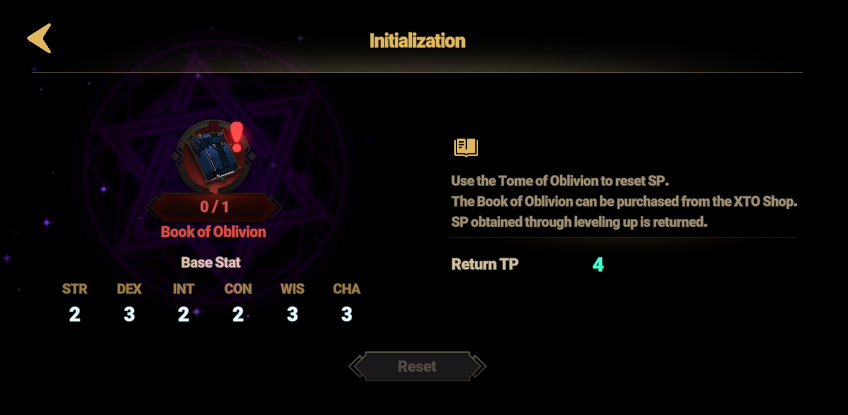 Initialization
0 / 1
Book of Oblivion
Base Stat
STR DEX INT CON WIS CHA
2 3 2 2 3 3
Use the Tome of Oblivion to reset SP.
The Book of Oblivion can be purchased from the XTO Shop.
SP obtained through leveling up is returned.
Return TP 4
Reset